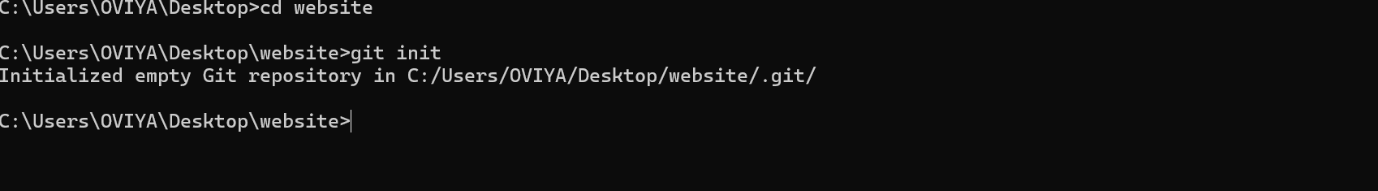 C:\Users\OVIYA\Desktop>cd website
C:\Users\OVIYA\Desktop\website>git init
Initialized empty Git repository in C:/Users/OVIYA/Desktop/website/.git/
C:\Users\OVIYA\Desktop\website>